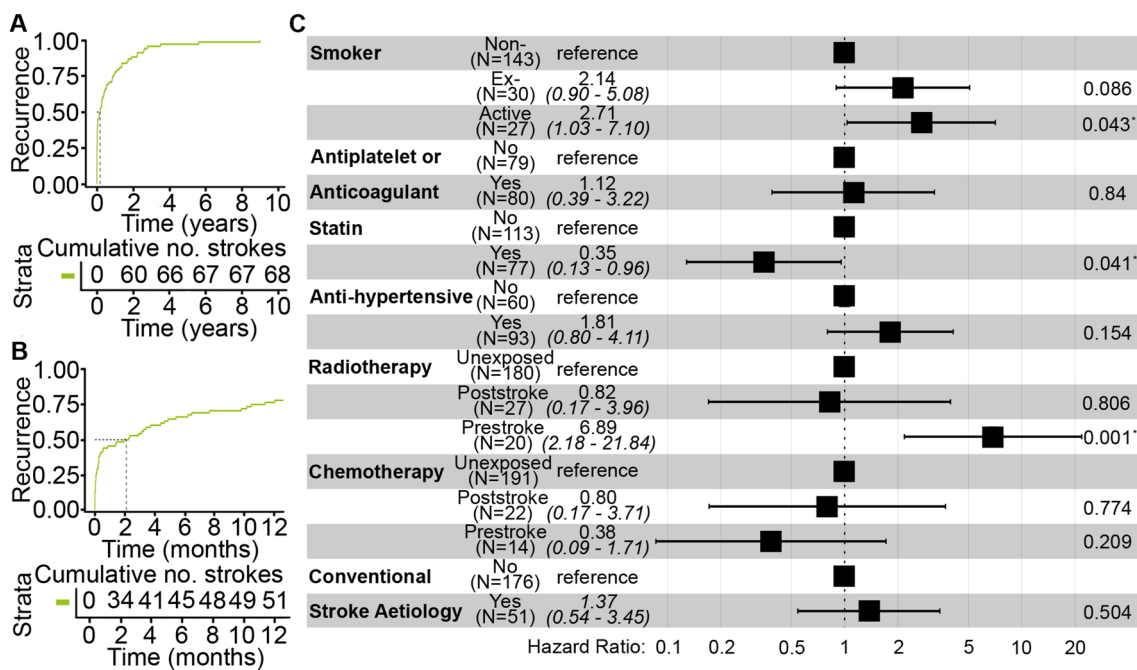 A
1.00
0.75
0.50
0.25
0.00
Recurrence
0 2 4 6 8 10
Time (years)
Cumulative no. strokes
Strata
0 60 66 67 67 68
0 2 4 6 8 10
Time (years)
B
1.00
0.75
0.50
0.25
0.00
Recurrence
0 2 4 6 8 10 12
Time (months)
Cumulative no. strokes
Strata
0 34 41 45 48 49 51
0 2 4 6 8 10 12
Time (months)
C
Smoker Non- (N=143) reference
Ex- (N=30) 2.14 (0.90 - 5.08) 0.086
Active (N=27) 2.71 (1.03 - 7.10) 0.043*
Antiplatelet or No (N=79) reference
Anticoagulant Yes (N=80) 1.12 (0.39 - 3.22) 0.84
Statin No (N=113) reference
Yes (N=77) 0.35 (0.13 - 0.96) 0.041*
Anti-hypertensive No (N=60) reference
Yes (N=93) 1.81 (0.80 - 4.11) 0.154
Radiotherapy Unexposed (N=180) reference
Poststroke (N=27) 0.82 (0.17 - 3.96) 0.806
Prestroke (N=20) 6.89 (2.18 - 21.84) 0.001*
Chemotherapy Unexposed (N=191) reference
Poststroke (N=22) 0.80 (0.17 - 3.71) 0.774
Prestroke (N=14) 0.38 (0.09 - 1.71) 0.209
Conventional No (N=176) reference
Stroke Aetiology Yes (N=51) 1.37 (0.54 - 3.45) 0.504
Hazard Ratio: 0.1 0.2 0.5 1 2 5 10 20